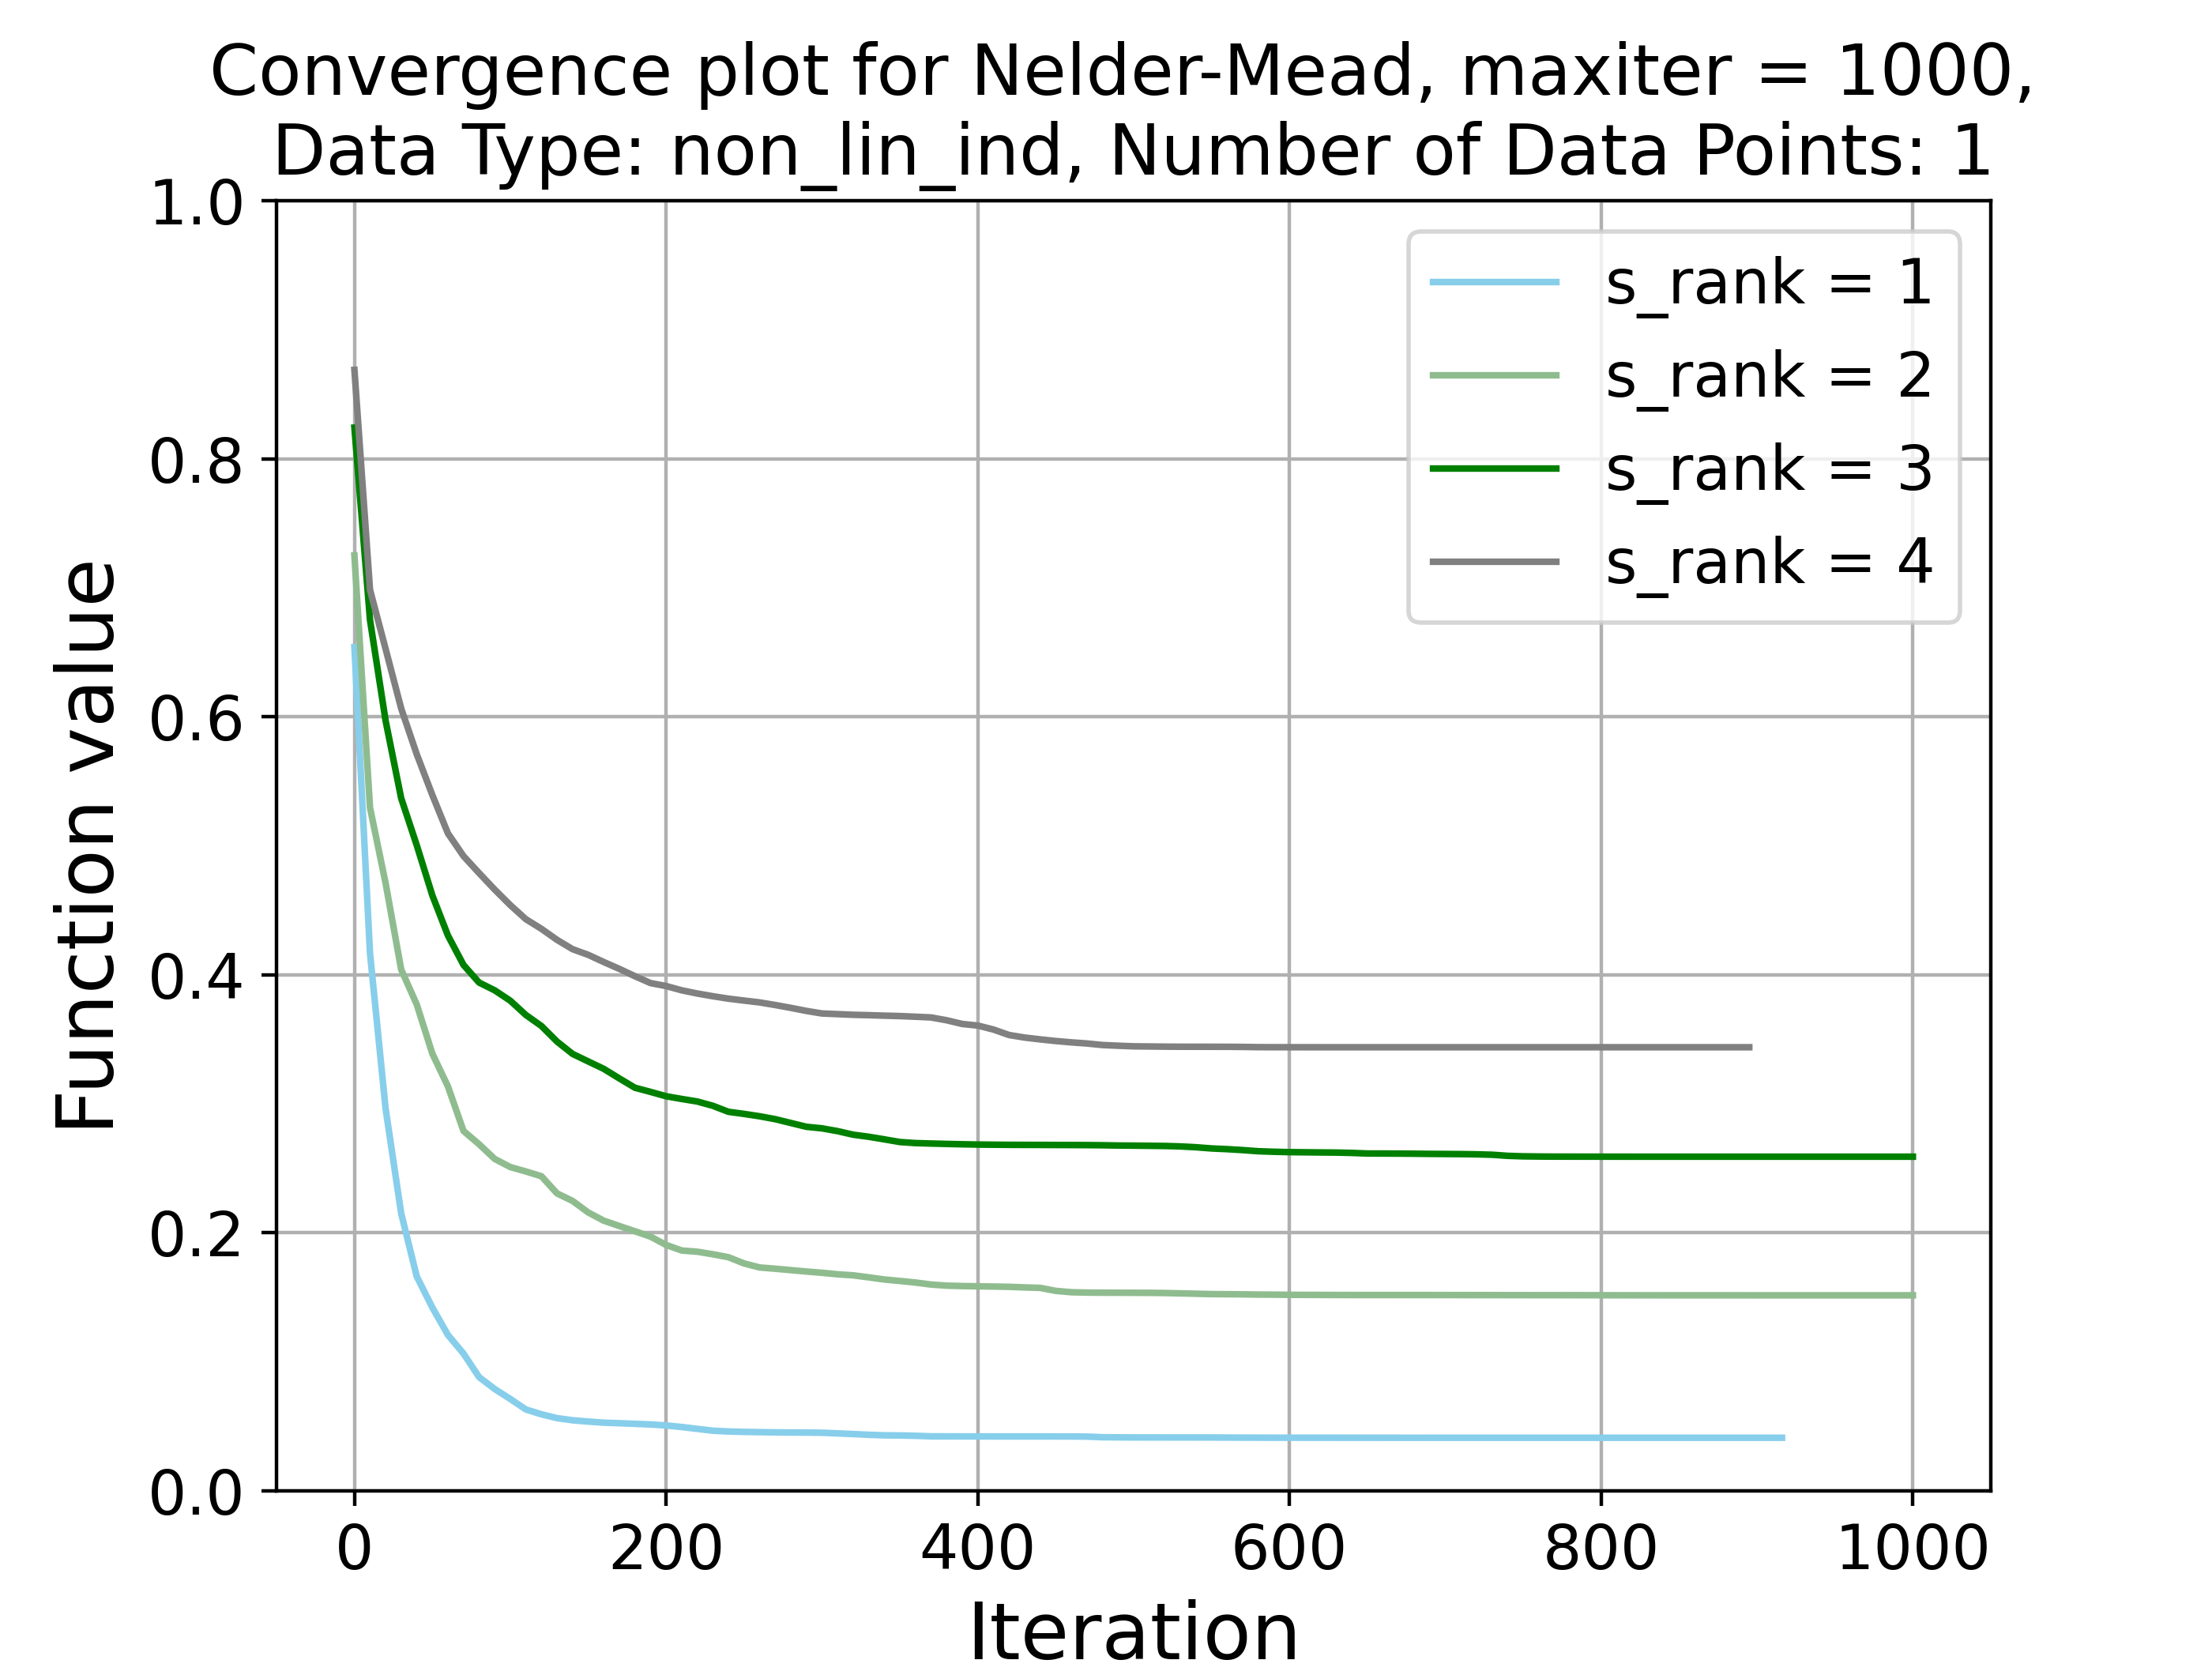 Convergence plot for Nelder-Mead, maxiter = 1000,
Data Type: non_lin_ind, Number of Data Points: 1
1.0
0.8
0.6
0.4
0.2
0.0
Function value
s_rank = 1
s_rank = 2
s_rank = 3
s_rank = 4
0 200 400 600 800 1000
Iteration